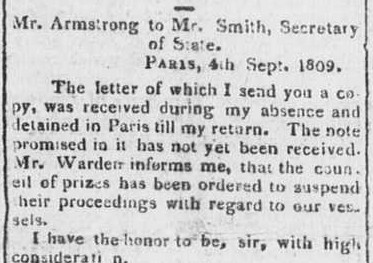 Mr. Armstrong to Mr. Smith, Secretary
of State.
PARIS, 4th Sept. 1809.
The letter of which I send you a co-
py, was received during my absence and
detained in Paris till my return. The note
promised in it has not yet been received.
Mr. Warden informs me, that the coun-
eil of prizes has been ordered to suspend
their proceedings with regard to our ves-
sels.
I have the honor to be, sir, with high
considerati n.